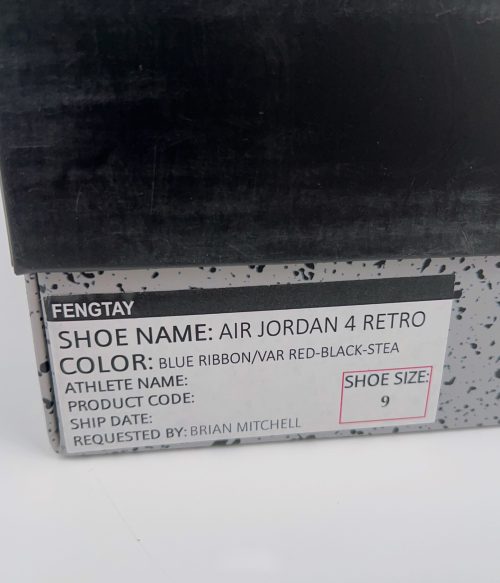 FENGTAY
SHOE NAME: AIR JORDAN 4 RETRO
COLOR: BLUE RIBBON/VAR RED-BLACK-STEA
ATHLETE NAME:
PRODUCT CODE:
SHIP DATE:
REQUESTED BY: BRIAN MITCHELL
SHOE SIZE:
9